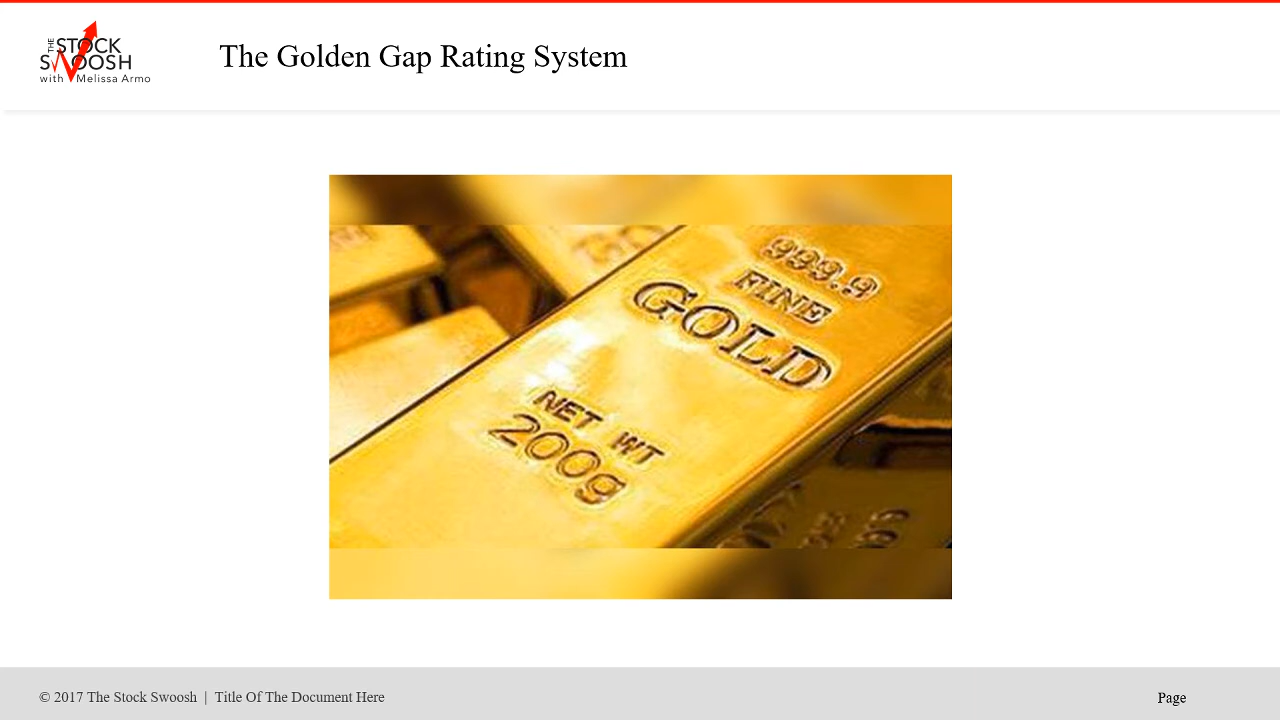 THE
STOCK
SWOOSH
with Melissa Armo
The Golden Gap Rating System
999.9
FINE
GOLD
NET WT
200g
© 2017 The Stock Swoosh | Title Of The Document Here
Page